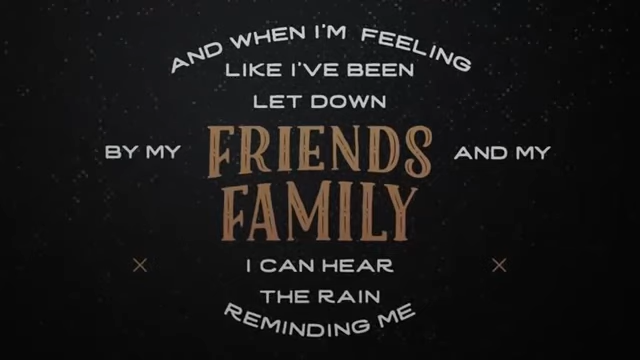 AND WHEN I'M FEELING
LIKE I'VE BEEN
LET DOWN
BY MY FRIENDS AND MY
FAMILY
I CAN HEAR
THE RAIN
REMINDING ME